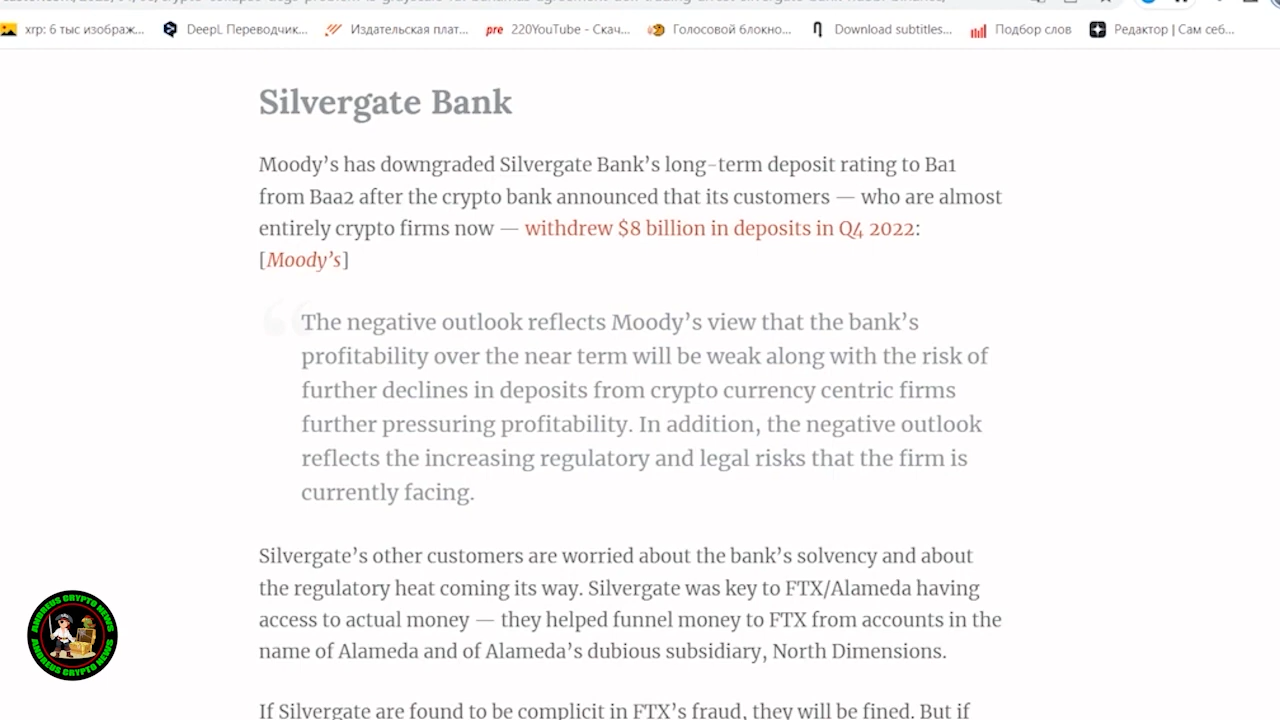 xrp: 6 тыс изображ...
DeepL Переводчик...
Издательская плат...
pre 220YouTube - Скач...
Голосовой блокно...
Download subtitles...
Подбор слов
Редактор | Сам себ...
Silvergate Bank
Moody’s has downgraded Silvergate Bank’s long-term deposit rating to Ba1
from Baa2 after the crypto bank announced that its customers — who are almost
entirely crypto firms now — withdrew $8 billion in deposits in Q4 2022:
[Moody’s]
The negative outlook reflects Moody’s view that the bank’s
profitability over the near term will be weak along with the risk of
further declines in deposits from crypto currency centric firms
further pressuring profitability. In addition, the negative outlook
reflects the increasing regulatory and legal risks that the firm is
currently facing.
Silvergate’s other customers are worried about the bank’s solvency and about
the regulatory heat coming its way. Silvergate was key to FTX/Alameda having
access to actual money — they helped funnel money to FTX from accounts in the
name of Alameda and of Alameda’s dubious subsidiary, North Dimensions.
ANDREUS CRYPTO NEWS
ANDREUS CRYPTO NEWS
If Silvergate are found to be complicit in FTX’s fraud, they will be fined. But if